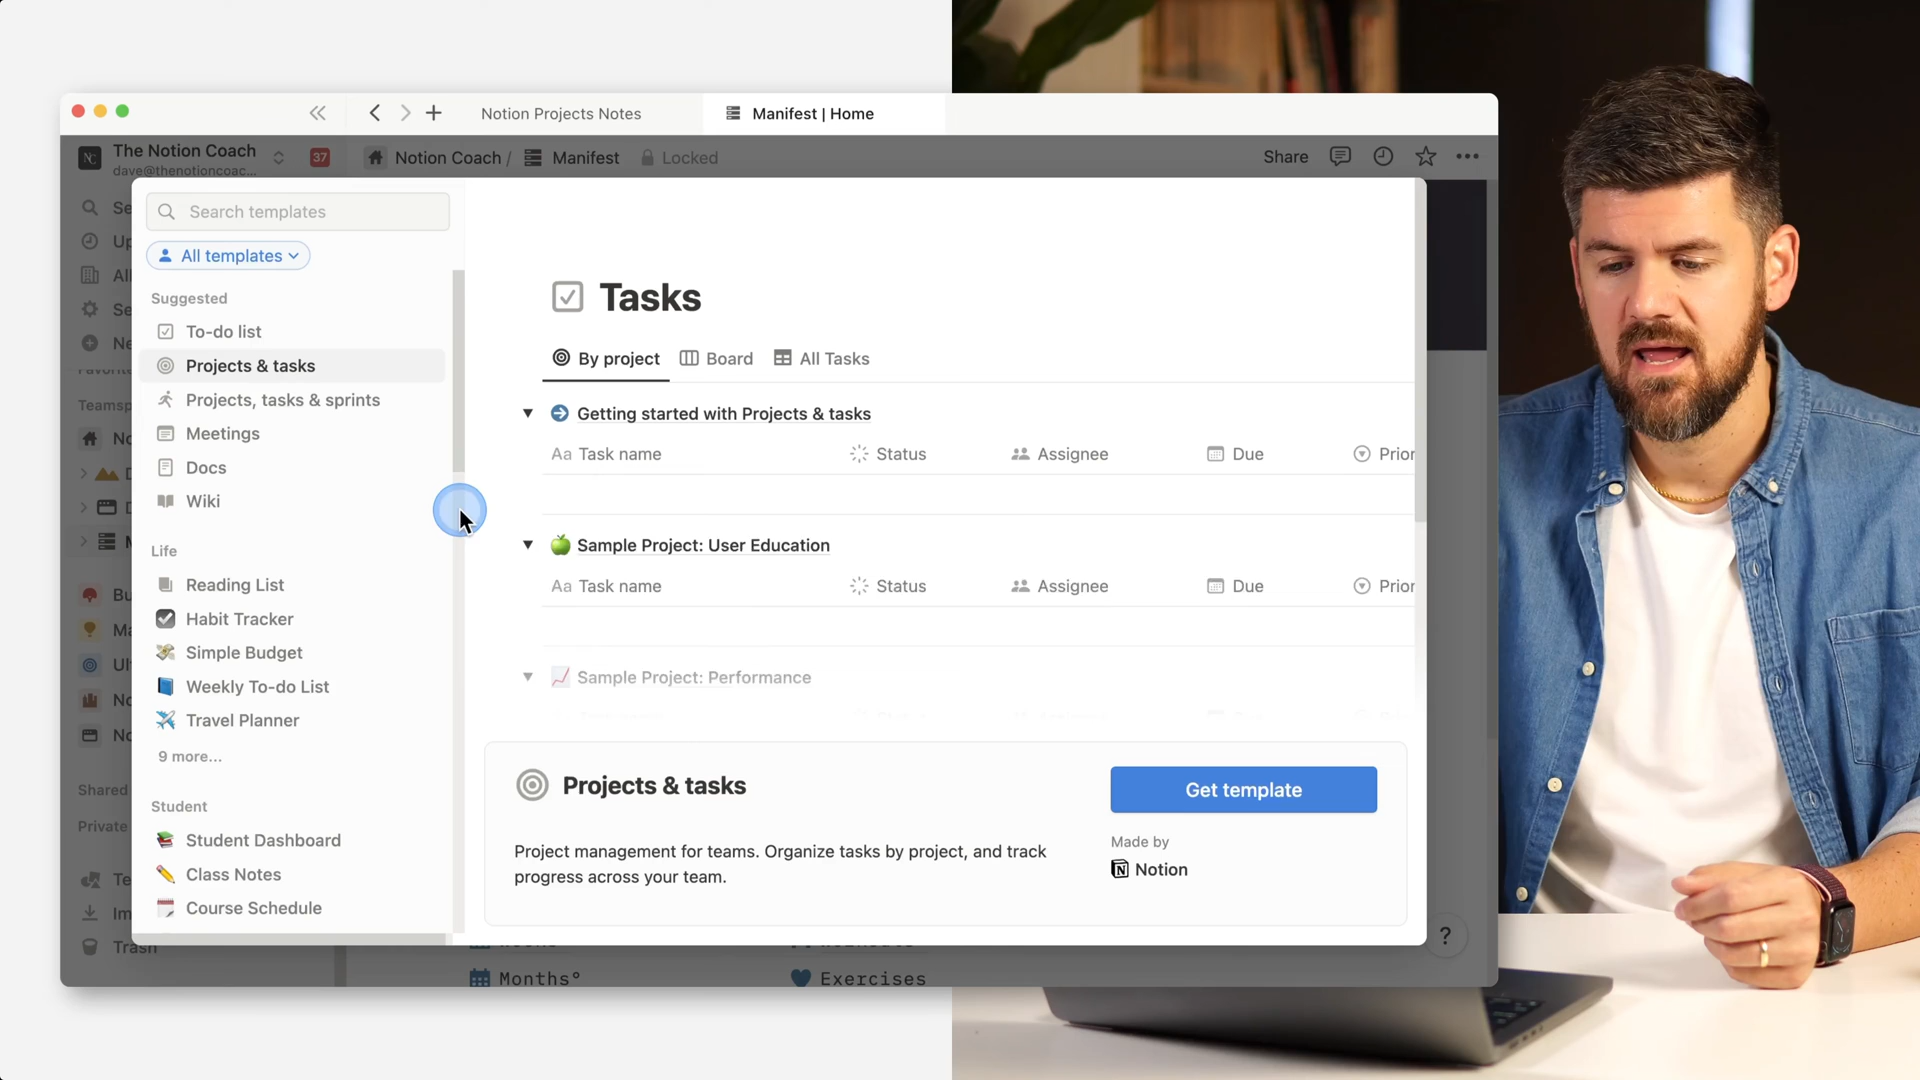 Notion Projects Notes
Manifest | Home
The Notion Coach
dave@thenotioncoac...
37
Notion Coach /
Manifest
Locked
Share
Search templates
All templates
Suggested
To-do list
Projects & tasks
Projects, tasks & sprints
Meetings
Docs
Wiki
Life
Reading List
Habit Tracker
Simple Budget
Weekly To-do List
Travel Planner
9 more...
Student
Student Dashboard
Class Notes
Course Schedule
Tasks
By project
Board
All Tasks
Getting started with Projects & tasks
Aa Task name Status Assignee Due Prior
Sample Project: User Education
Aa Task name Status Assignee Due Prior
Sample Project: Performance
Projects & tasks
Get template
Project management for teams. Organize tasks by project, and track
progress across your team.
Made by
Notion
Shared
Private
Trash
Months°
Exercises
?